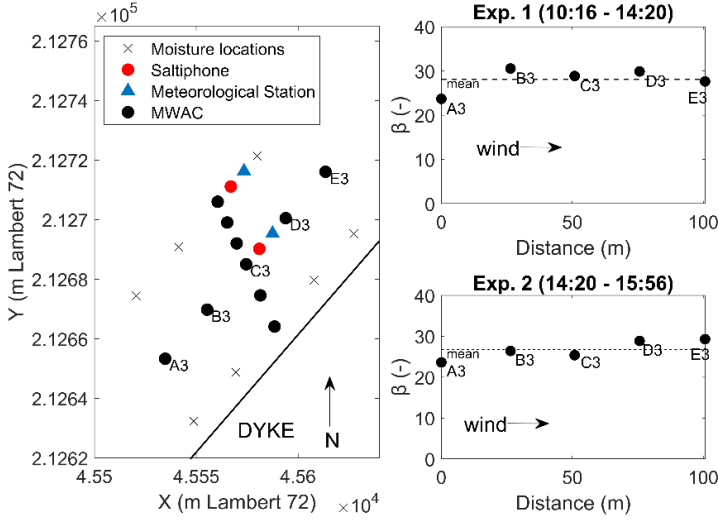 ×10⁵
2.1276
2.1274
2.1272
2.127
2.1268
2.1266
2.1264
2.1262
Y (m Lambert 72)
Moisture locations
Saltiphone
Meteorological Station
MWAC
E3
D3
C3
B3
A3
DYKE
N
4.55
4.555
4.56
X (m Lambert 72)
×10⁴
Exp. 1 (10:16 - 14:20)
40
30
20
10
0
β (-)
mean
A3
B3
C3
D3
E3
wind
0
50
100
Distance (m)
Exp. 2 (14:20 - 15:56)
40
30
20
10
0
β (-)
mean
A3
B3
C3
D3
E3
wind
0
50
100
Distance (m)